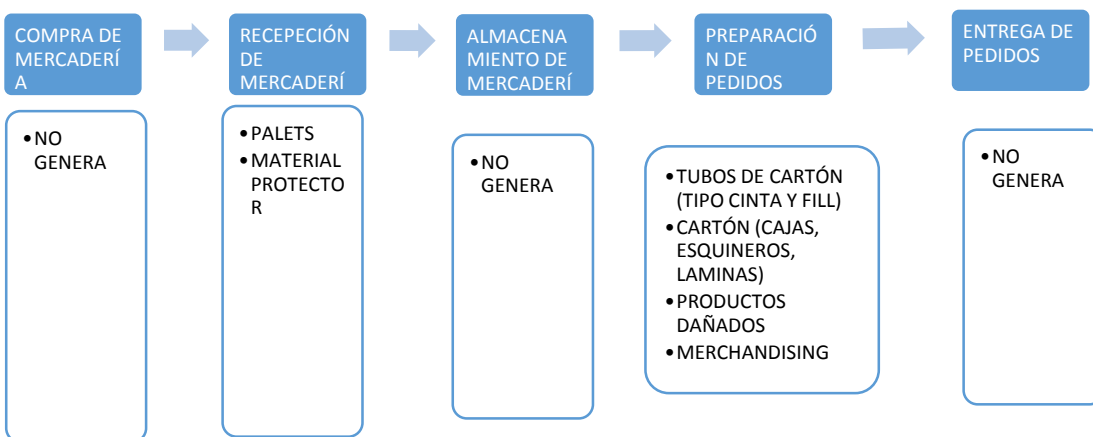 COMPRA DE
MERCADERÍ
A
RECEPECIÓN
DE
MERCADERÍ
ALMACENA
MIENTO DE
MERCADERÍ
PREPARACIÓ
N DE
PEDIDOS
ENTREGA DE
PEDIDOS
•NO
GENERA
•PALETS
•MATERIAL
PROTECTO
R
•NO
GENERA
•TUBOS DE CARTÓN
(TIPO CINTA Y FILL)
•CARTÓN (CAJAS,
ESQUINEROS,
LAMINAS)
•PRODUCTOS
DAÑADOS
•MERCHANDISING
•NO
GENERA